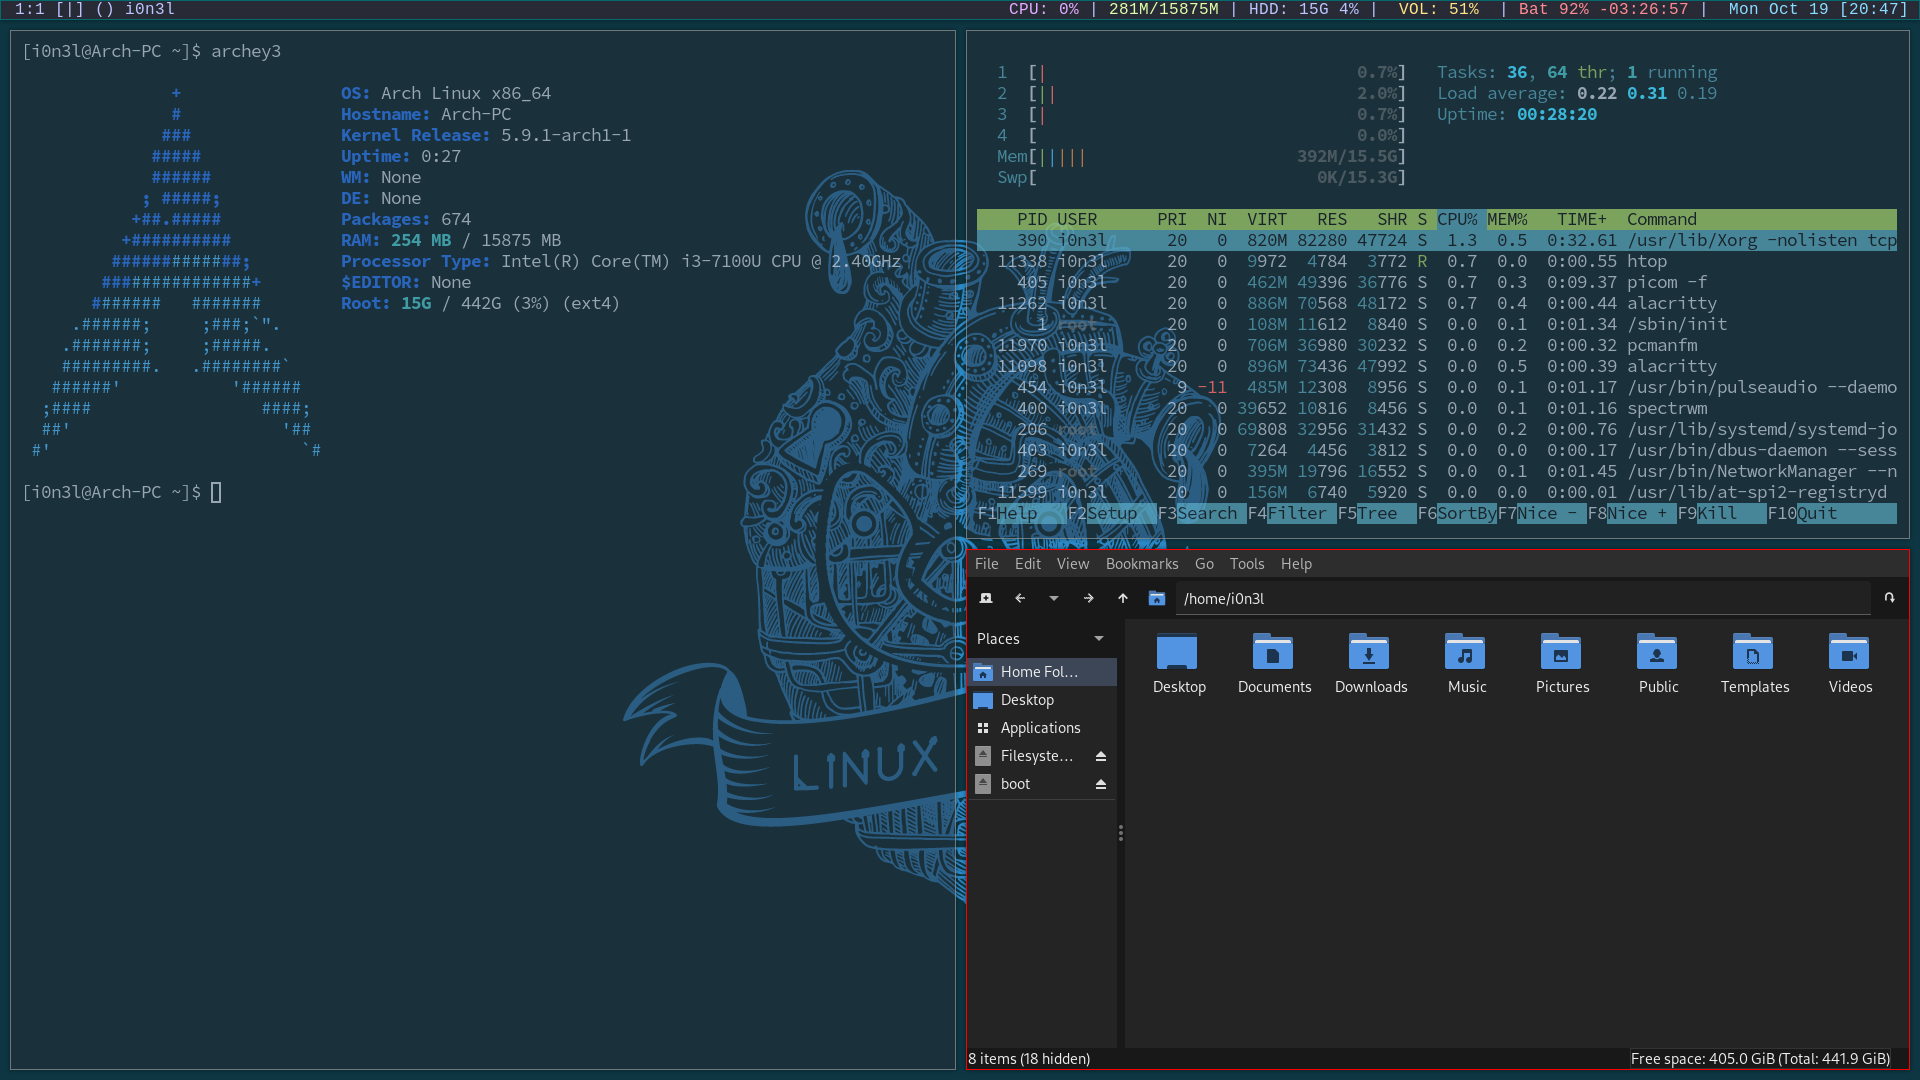 1:1 [|] () i0n3l
CPU: 0% | 281M/15875M | HDD: 15G 4% | VOL: 51% | Bat 92% -03:26:57 | Mon Oct 19 [20:47]
[i0n3l@Arch-PC ~]$ archey3
+
#
###
#####
######
; #####;
+##.#####
+##########
#############;
###############+
####### #######
.######; ;###;`".
.#######; ;#####.
#########. .########`
######' '######
;#### ####;
##' '##
#' `#
OS: Arch Linux x86_64
Hostname: Arch-PC
Kernel Release: 5.9.1-arch1-1
Uptime: 0:27
WM: None
DE: None
Packages: 674
RAM: 254 MB / 15875 MB
Processor Type: Intel(R) Core(TM) i3-7100U CPU @ 2.40GHz
$EDITOR: None
Root: 15G / 442G (3%) (ext4)
[i0n3l@Arch-PC ~]$
LINUX
1 [| 0.7%] Tasks: 36, 64 thr; 1 running
2 [|| 2.0%] Load average: 0.22 0.31 0.19
3 [| 0.7%] Uptime: 00:28:20
4 [ 0.0%]
Mem[||||| 392M/15.5G]
Swp[ 0K/15.3G]
PID USER PRI NI VIRT RES SHR S CPU% MEM% TIME+ Command
390 i0n3l 20 0 820M 82280 47724 S 1.3 0.5 0:32.61 /usr/lib/Xorg -nolisten tcp
11338 i0n3l 20 0 9972 4784 3772 R 0.7 0.0 0:00.55 htop
405 i0n3l 20 0 462M 49396 36776 S 0.7 0.3 0:09.37 picom -f
11262 i0n3l 20 0 886M 70568 48172 S 0.7 0.4 0:00.44 alacritty
1 root 20 0 108M 11612 8840 S 0.0 0.1 0:01.34 /sbin/init
11970 i0n3l 20 0 706M 36980 30232 S 0.0 0.2 0:00.32 pcmanfm
11098 i0n3l 20 0 896M 73436 47992 S 0.0 0.5 0:00.39 alacritty
454 i0n3l 9 -11 485M 12308 8956 S 0.0 0.1 0:01.17 /usr/bin/pulseaudio --daemo
400 i0n3l 20 0 39652 10816 8456 S 0.0 0.1 0:01.16 spectrwm
206 root 20 0 69808 32956 31432 S 0.0 0.2 0:00.76 /usr/lib/systemd/systemd-jo
403 i0n3l 20 0 7264 4456 3812 S 0.0 0.0 0:00.17 /usr/bin/dbus-daemon --sess
269 root 20 0 395M 19796 16552 S 0.0 0.1 0:01.45 /usr/bin/NetworkManager --n
11599 i0n3l 20 0 156M 6740 5920 S 0.0 0.0 0:00.01 /usr/lib/at-spi2-registryd
F1Help F2Setup F3Search F4Filter F5Tree F6SortBy F7Nice - F8Nice + F9Kill F10Quit
File Edit View Bookmarks Go Tools Help
/home/i0n3l
Places
Home Fol…
Desktop
Applications
Filesyste…
boot
Desktop Documents Downloads Music Pictures Public Templates Videos
8 items (18 hidden)
Free space: 405.0 GiB (Total: 441.9 GiB)